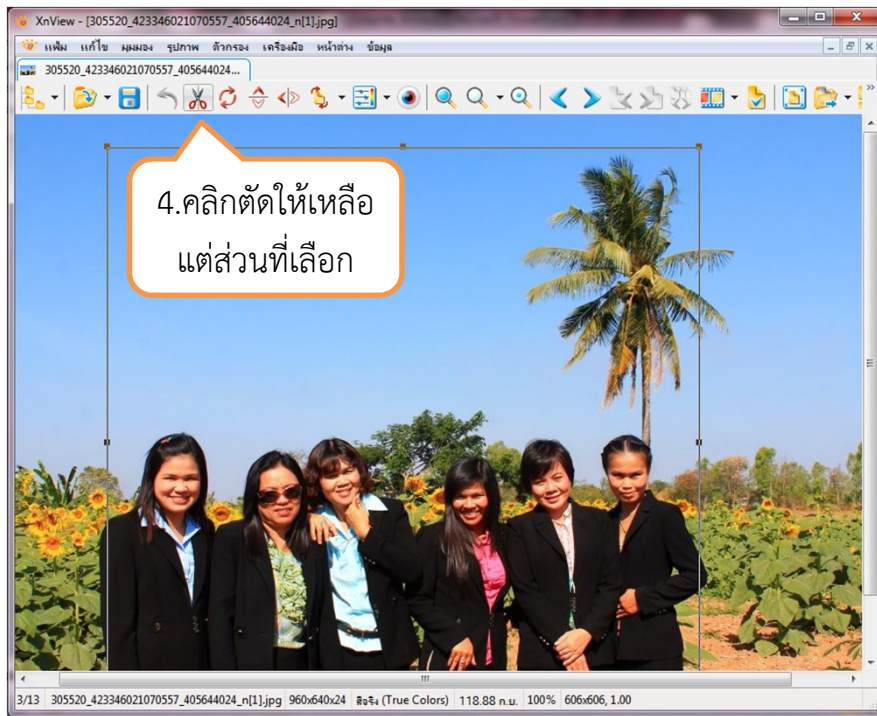 XnView - [305520_423346021070557_405644024_n[1].jpg]
แฟ้ม แก้ไข มุมมอง รูปภาพ ตัวกรอง เครื่องมือ หน้าต่าง ข้อมูล
305520_423346021070557_405644024...
4.คลิกตัดให้เหลือ
แต่ส่วนที่เลือก
3/13 305520_423346021070557_405644024_n[1].jpg 960x640x24 สีจริง (True Colors) 118.88 ก.บ. 100% 606x606, 1.00